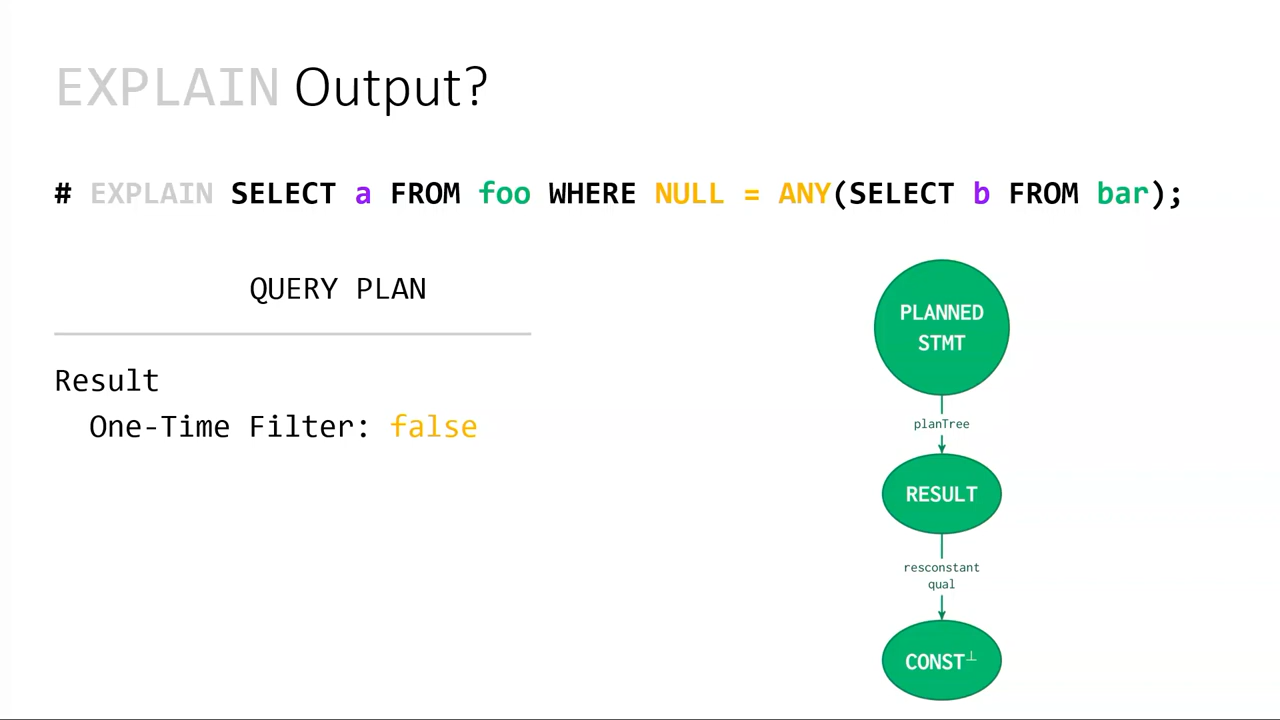 EXPLAIN Output?
# EXPLAIN SELECT a FROM foo WHERE NULL = ANY(SELECT b FROM bar);
QUERY PLAN
Result
One-Time Filter: false
PLANNED
STMT
planTree
RESULT
resconstant
qual
CONST⊥